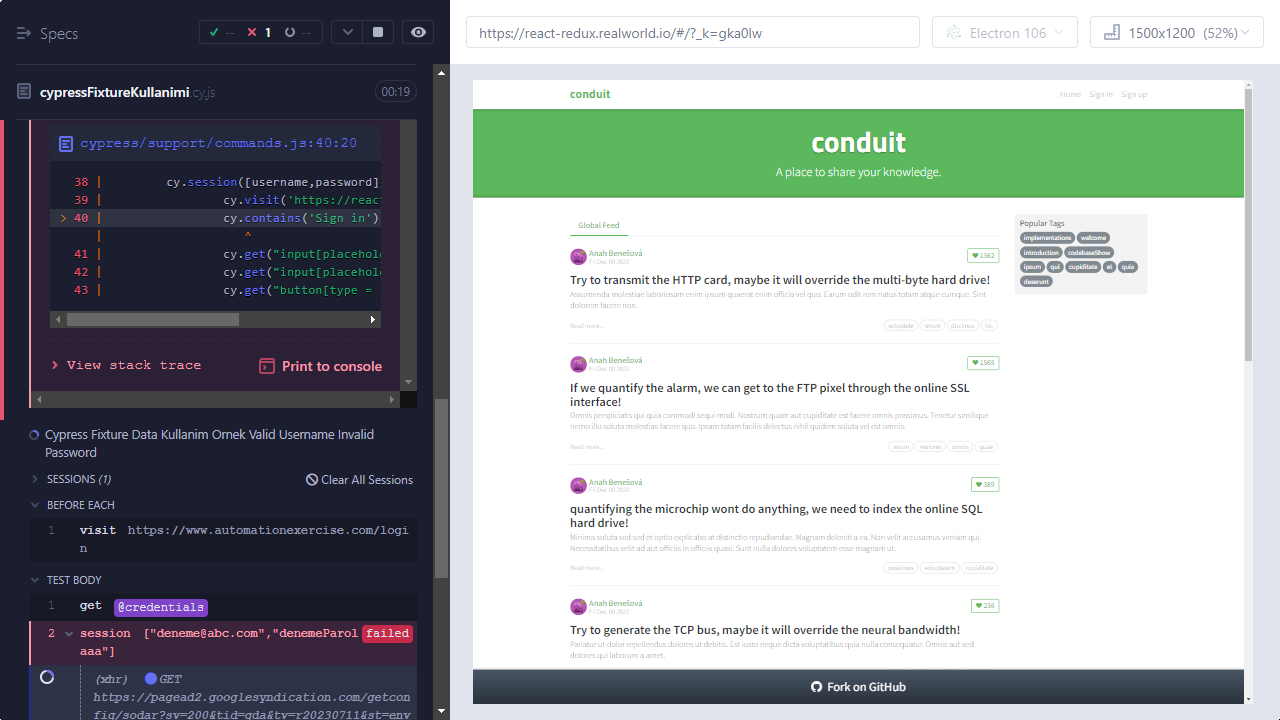 Specs
--
1
--
https://react-redux.realworld.io/#/?_k=gka0lw
Electron 106
1500x1200 (52%)
cypressFixtureKullanimi.cy.js
00:19
cypress/support/commands.js:40:20
38 | cy.session([username,password]
39 | cy.visit('https://reac
> 40 | cy.contains('Sign in')
| ^
41 | cy.get("input[placehol
42 | cy.get("input[placehol
43 | cy.get("button[type =
View stack trace
Print to console
Cypress Fixture Data Kullanim Ornek Valid Username Invalid
Password
SESSIONS (1)
Clear All Sessions
BEFORE EACH
1 visit https://www.automationexercise.com/logi
n
TEST BODY
1 get @credentials
2 session ["deneme@abc.com","denemeParol failed
aaa"]
(xhr) GET
https://pagead2.googlesyndication.com/getcon
fig/sodar?sv=200&tid=gda&tv=r20230711&st=env
conduit
Home Sign in Sign up
conduit
A place to share your knowledge.
Global Feed
Anah Benešová
Fri Dec 09 2022
1362
Try to transmit the HTTP card, maybe it will override the multi-byte hard drive!
Assumenda molestiae laboriosam enim ipsum quaerat enim officia vel quo. Earum odit rem natus totam atque cumque. Sint
dolorem facere non.
Read more...
voluptate rerum ducimus hic
Anah Benešová
Fri Dec 09 2022
1565
If we quantify the alarm, we can get to the FTP pixel through the online SSL
interface!
Omnis perspiciatis qui quia commodi sequi modi. Nostrum quam aut cupiditate est facere omnis possimus. Tenetur similique
nemo illo soluta molestias facere quo. Ipsam totam facilis delectus nihil quidem soluta vel est omnis.
Read more...
rerum maiores omnis quae
Anah Benešová
Fri Dec 09 2022
389
quantifying the microchip wont do anything, we need to index the online SQL
hard drive!
Minima soluta sed sed et optio explicabo at distinctio repudiandae. Magnam deleniti a ea. Non velit accusamus veniam qui.
Necessitatibus velit ad aut officiis in officiis quasi. Sunt nulla dolores voluptatem esse magnam ut.
Read more...
possimus voluptatem cupiditate
Anah Benešová
Fri Dec 09 2022
236
Try to generate the TCP bus, maybe it will override the neural bandwidth!
Pariatur ut dolor repellendus dolores ut debitis. Est iusto neque dicta voluptatibus quia nulla consequatur. Omnis aut sed
dolores qui laborum a amet.
Popular Tags
implementations welcome
introduction codebaseShow
ipsum qui cupiditate et quia
deserunt
Fork on GitHub